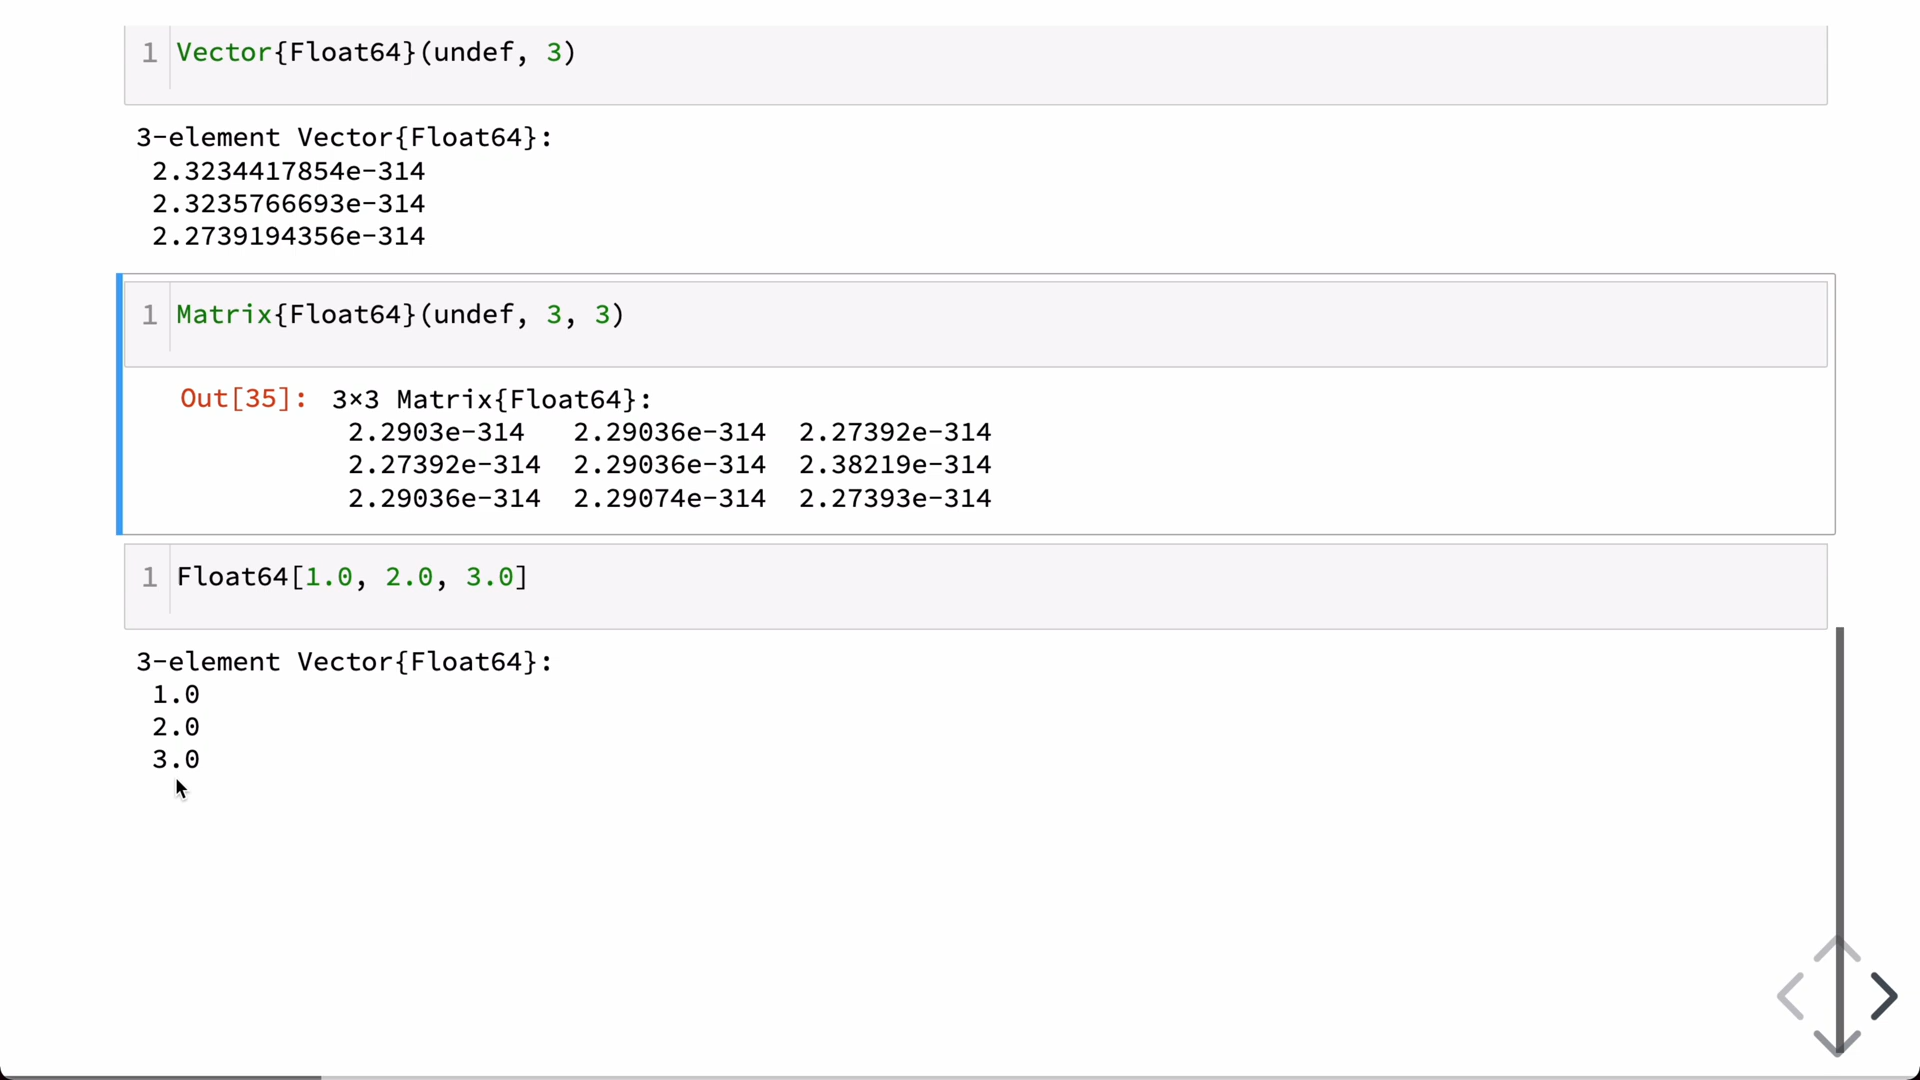 1 Vector{Float64}(undef, 3)
3-element Vector{Float64}:
2.3234417854e-314
2.3235766693e-314
2.2739194356e-314
1 Matrix{Float64}(undef, 3, 3)
Out[35]: 3×3 Matrix{Float64}:
2.2903e-314 2.29036e-314 2.27392e-314
2.27392e-314 2.29036e-314 2.38219e-314
2.29036e-314 2.29074e-314 2.27393e-314
1 Float64[1.0, 2.0, 3.0]
3-element Vector{Float64}:
1.0
2.0
3.0